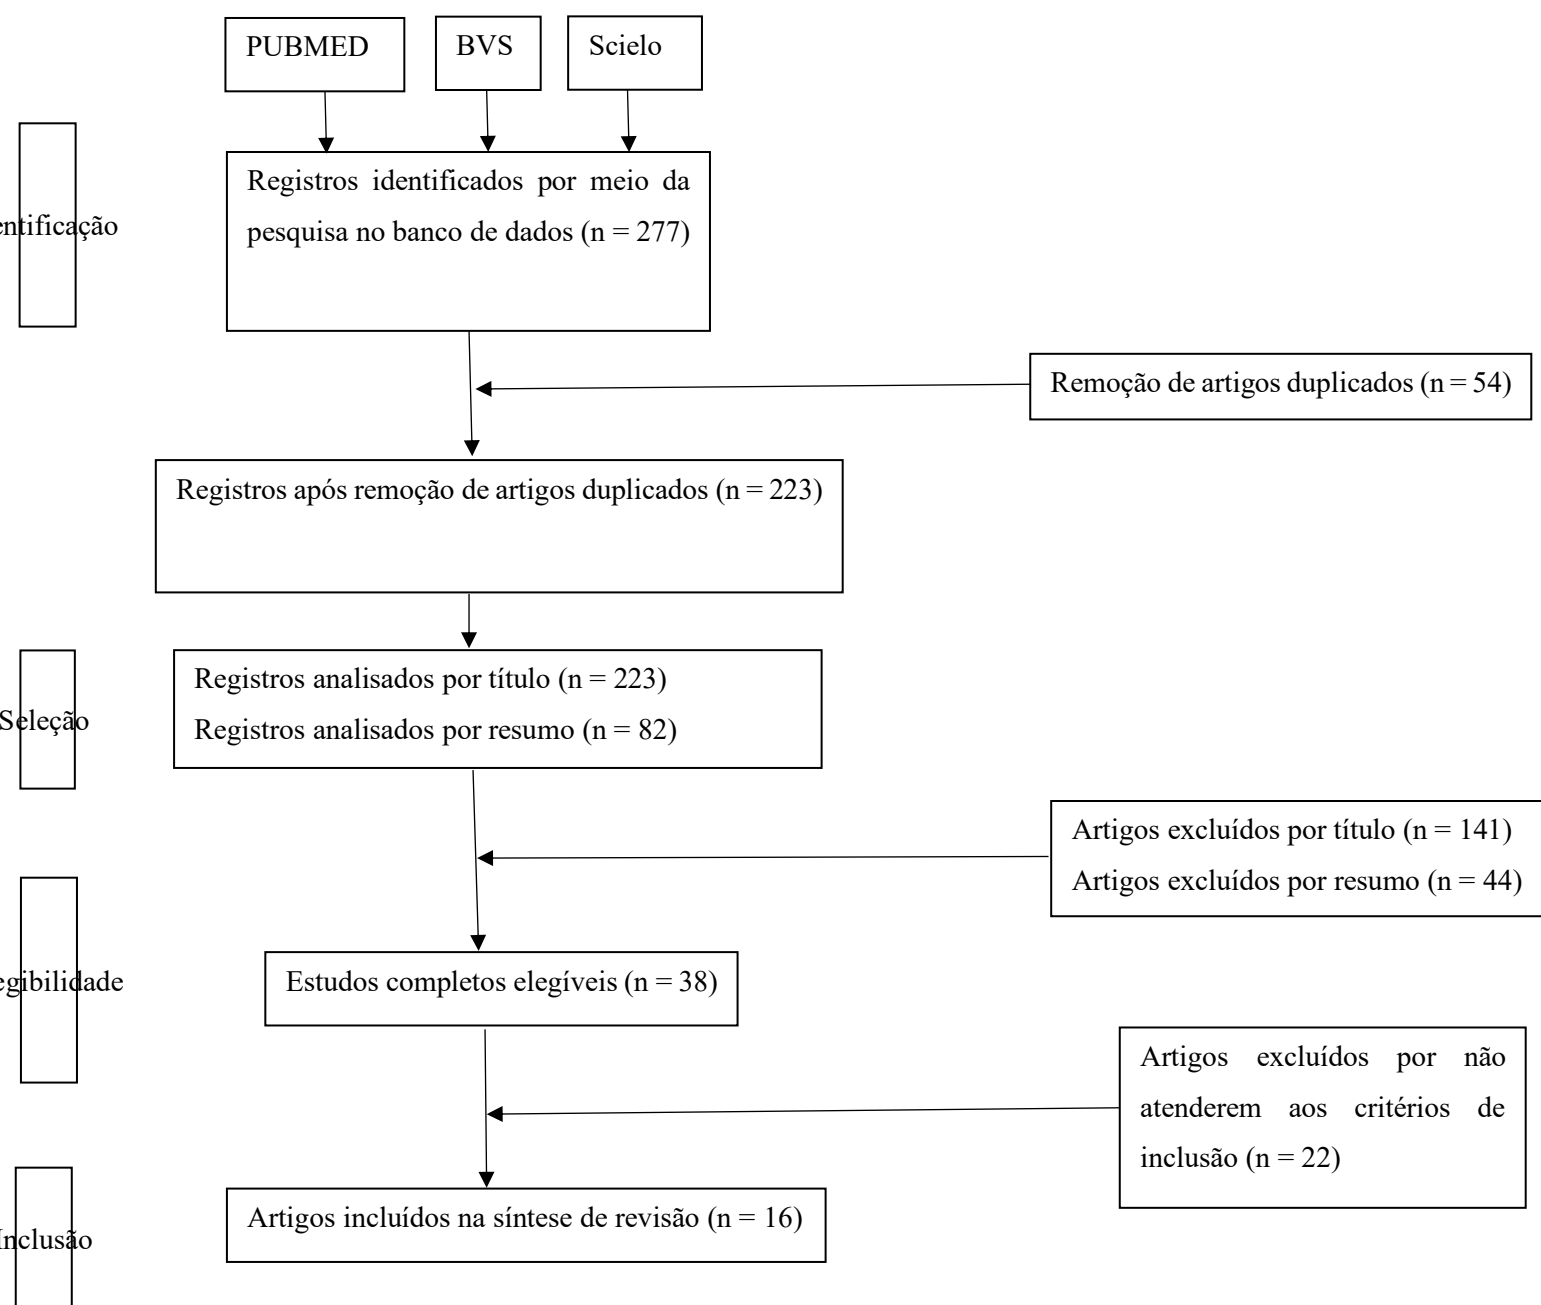 PUBMED
BVS
Scielo
entificação
Registros identificados por meio da
pesquisa no banco de dados (n = 277)
Remoção de artigos duplicados (n = 54)
Registros após remoção de artigos duplicados (n = 223)
Seleção
Registros analisados por título (n = 223)
Registros analisados por resumo (n = 82)
Artigos excluídos por título (n = 141)
Artigos excluídos por resumo (n = 44)
egibilidade
Estudos completos elegíveis (n = 38)
Artigos excluídos por não
atenderem aos critérios de
inclusão (n = 22)
Inclusão
Artigos incluídos na síntese de revisão (n = 16)